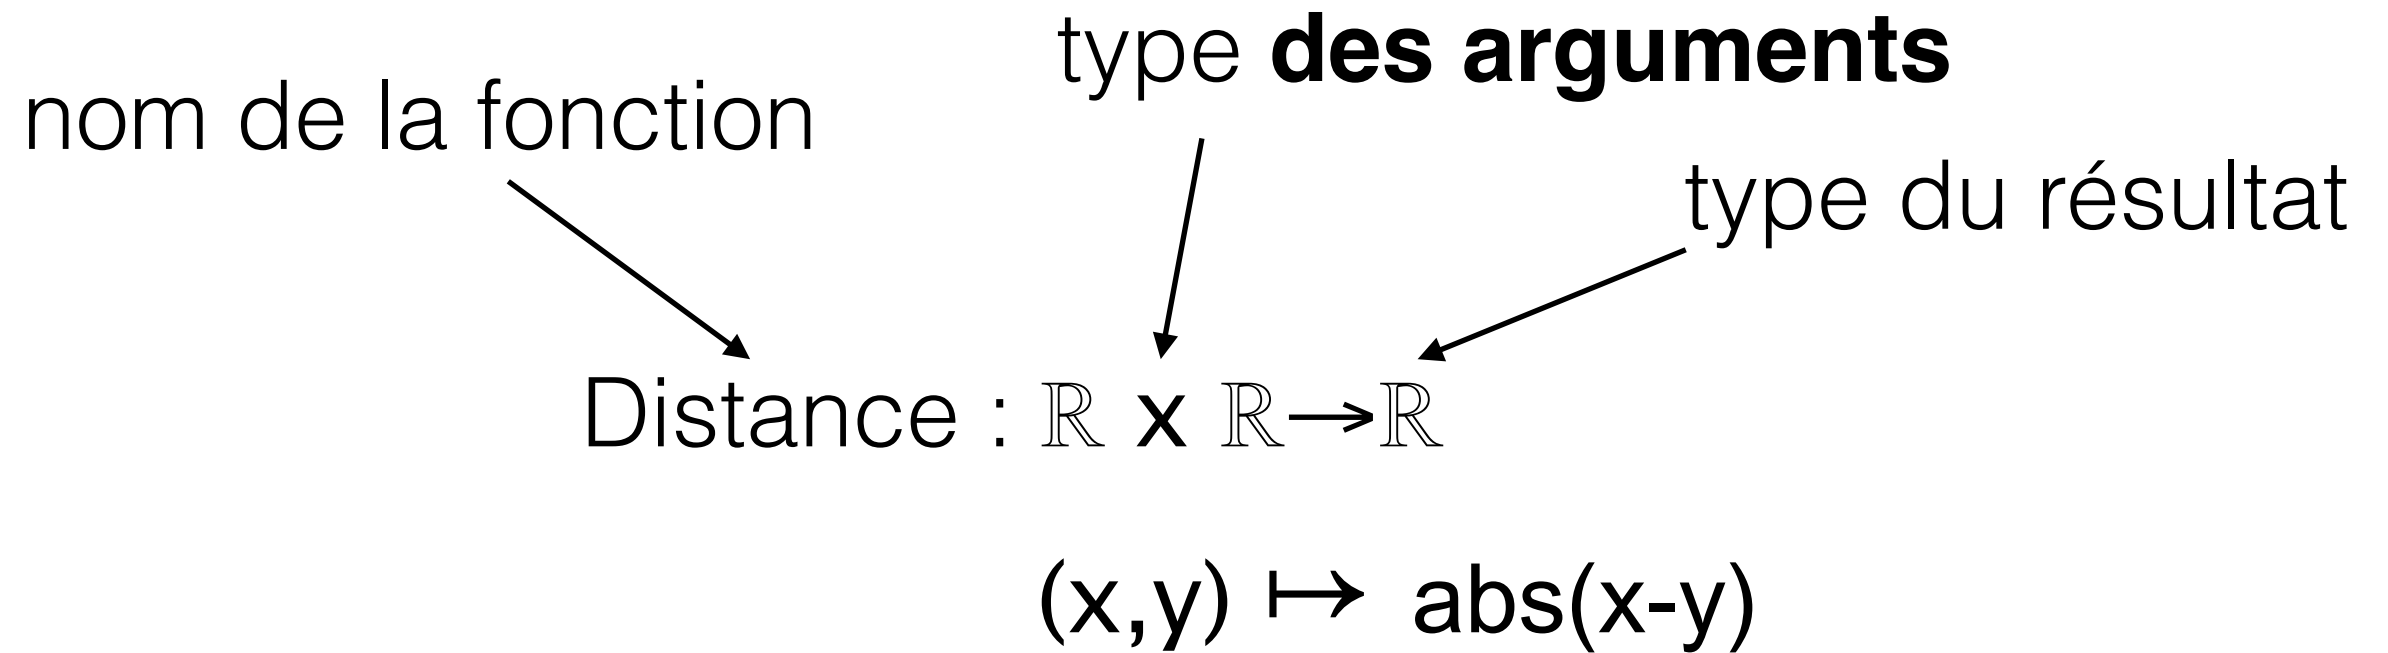 type des arguments
nom de la fonction
type du résultat
Distance : ℝ x ℝ→ℝ
(x,y) ↦ abs(x-y)